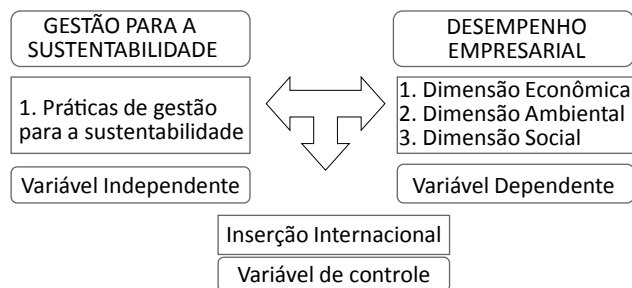 GESTÃO PARA A
SUSTENTABILIDADE
1. Práticas de gestão
para a sustentabilidade
Variável Independente
DESEMPENHO
EMPRESARIAL
1. Dimensão Econômica
2. Dimensão Ambiental
3. Dimensão Social
Variável Dependente
Inserção Internacional
Variável de controle